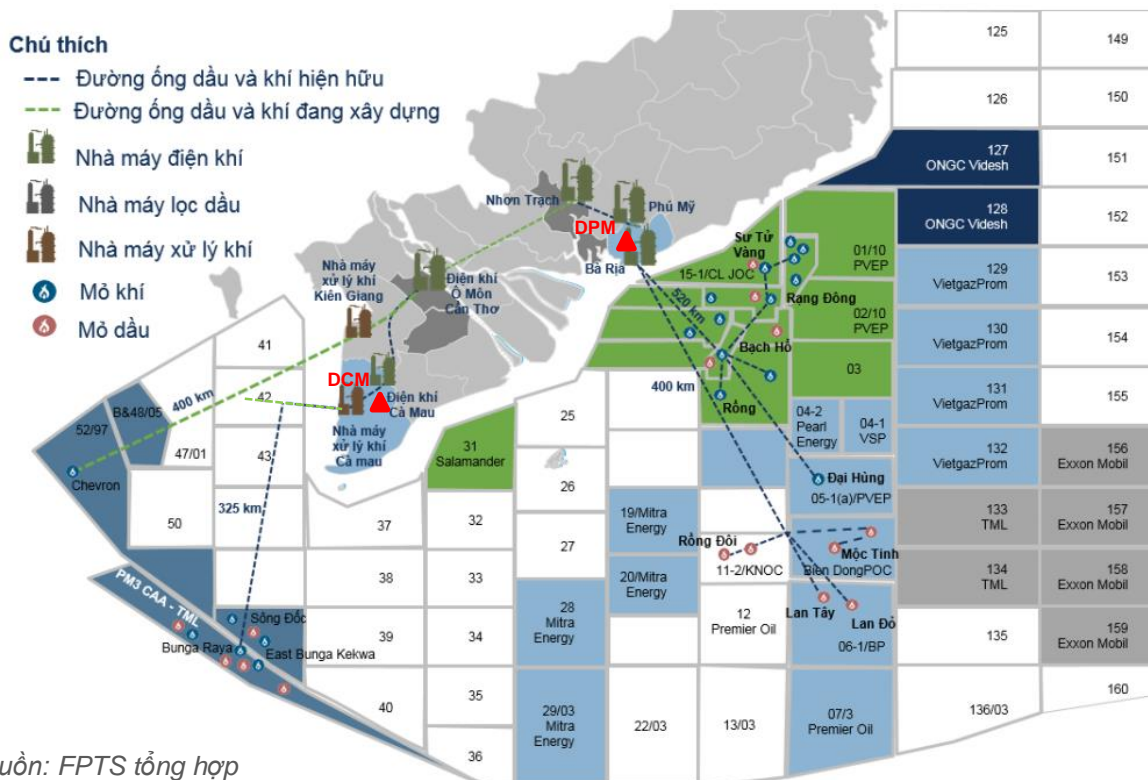 Chú thích
Đường ống dầu và khí hiện hữu
Đường ống dầu và khí đang xây dựng
Nhà máy điện khí
Nhà máy lọc dầu
Nhà máy xử lý khí
Mỏ khí
Mỏ dầu
125
149
126
150
127
ONGC Videsh
151
128
ONGC Videsh
152
129
VietgazProm
153
130
VietgazProm
154
131
VietgazProm
155
132
VietgazProm
156
Exxon Mobil
133
TML
157
Exxon Mobil
134
TML
158
Exxon Mobil
135
159
Exxon Mobil
136/03
160
Nhơn Trạch
Phú Mỹ
DPM
Bà Rịa
Sư Tử
Vàng
15-1/CL JOC
01/10
PVEP
Rạng Đông
02/10
PVEP
520 km
Bạch Hổ
03
400 km
Rồng
Nhà máy
xử lý khí
Kiên Giang
Điện khí
Ô Môn
Cần Thơ
DCM
Điện khí
Cà Mau
Nhà máy
xử lý khí
Cà mau
41
42
43
400 km
B&48/05
52/97
47/01
Chevron
50
325 km
31
Salamander
25
26
27
04-2
Pearl
Energy
04-1
VSP
Đại Hùng
05-1(a)/PVEP
37
32
19/Mitra
Energy
Rồng Đôi
11-2/KNOC
Mộc Tinh
Bien DongPOC
38
33
20/Mitra
Energy
28
Mitra
Energy
12
Premier Oil
Lan Tây
Lan Đỏ
06-1/BP
PM3 CAA - TML
Sông Đốc
Bunga Raya
East Bunga Kekwa
39
34
40
35
36
29/03
Mitra
Energy
22/03
13/03
07/3
Premier Oil
uồn: FPTS tổng hợp